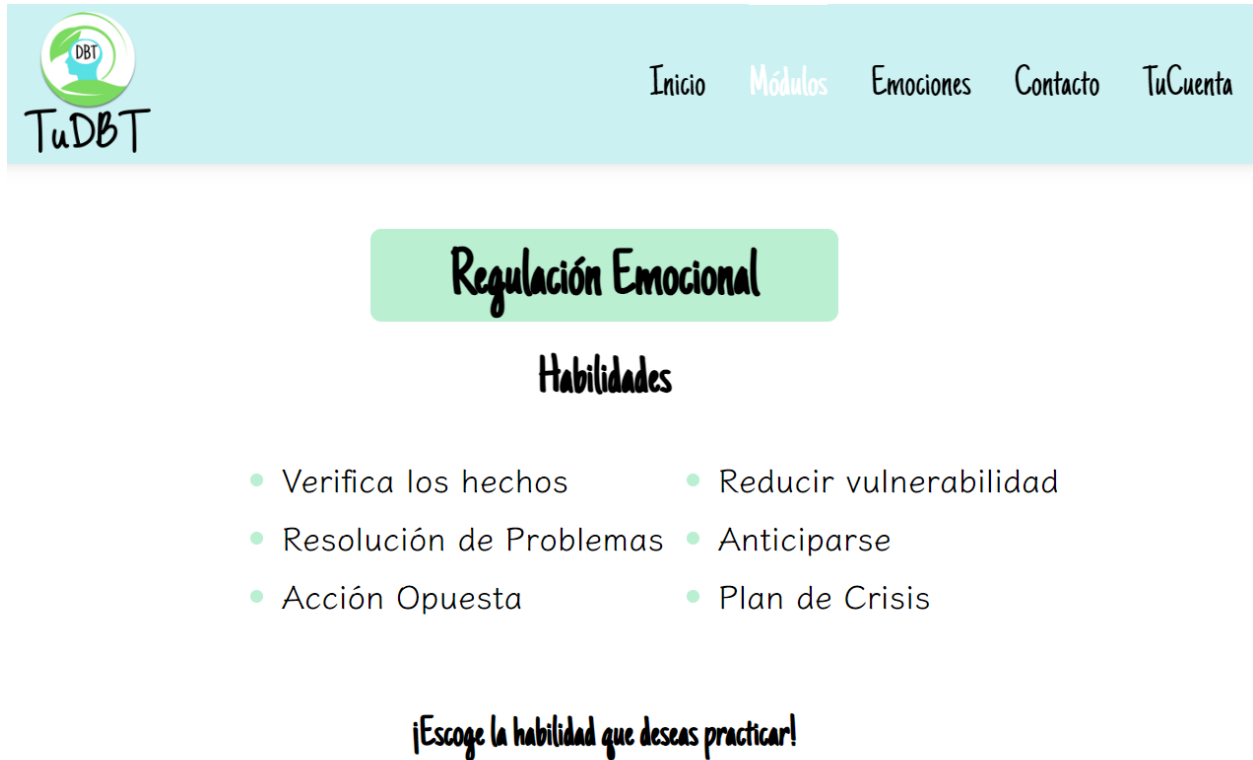 DBT
TuDBT
Inicio Módulos Emociones Contacto TuCuenta
Regulación Emocional
Habilidades
Verifica los hechos
Resolución de Problemas
Acción Opuesta
Reducir vulnerabilidad
Anticiparse
Plan de Crisis
¡Escoge la habilidad que deseas practicar!